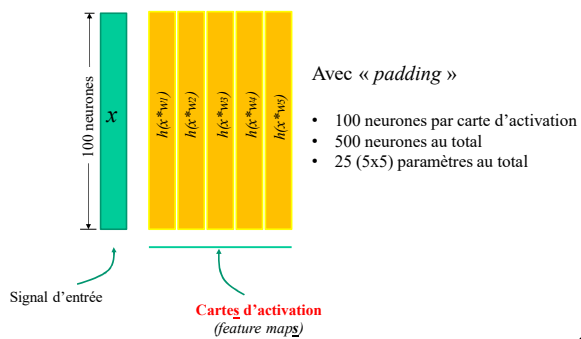 100 neurones
x
h(x*w1)
h(x*w2)
h(x*w3)
h(x*w4)
h(x*w5)
Avec « padding »
• 100 neurones par carte d'activation
• 500 neurones au total
• 25 (5x5) paramètres au total
Signal d'entrée
Cartes d'activation
(feature maps)